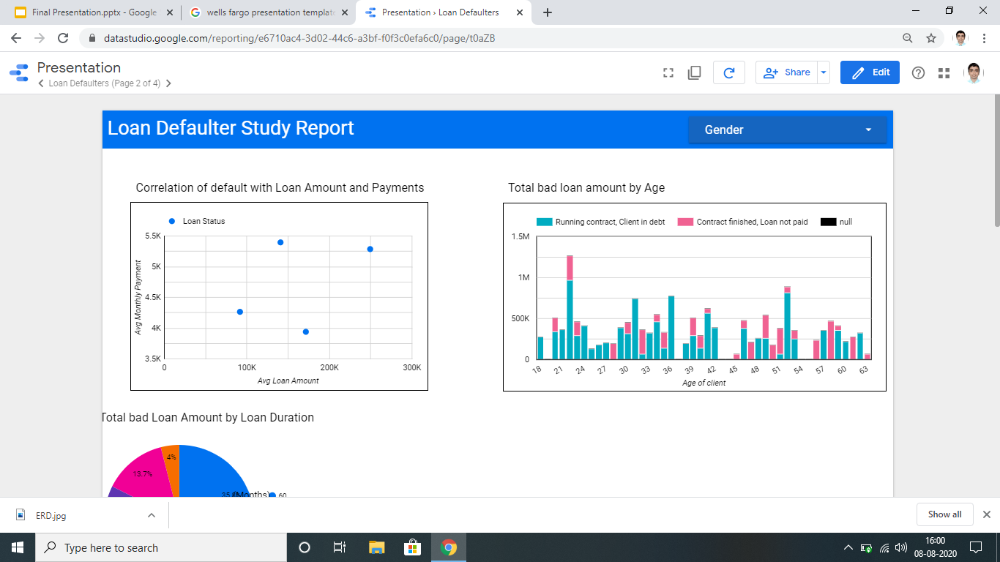 Final Presentation.pptx - Google
wells fargo presentation template
Presentation › Loan Defaulters
datastudio.google.com/reporting/e6710ac4-3d02-44c6-a3bf-f0f3c0efa6c0/page/t0aZB
Presentation
Loan Defaulters (Page 2 of 4)
Share
Edit
Loan Defaulter Study Report
Gender
Correlation of default with Loan Amount and Payments
Loan Status
5.5K
5K
4.5K
4K
3.5K
Avg Monthly Payment
0 100K 200K 300K
Avg Loan Amount
Total bad loan amount by Age
Running contract, Client in debt Contract finished, Loan not paid null
1.5M
1M
500K
0
18 21 24 27 30 33 36 39 42 45 48 51 54 57 60 63
Age of client
Total bad Loan Amount by Loan Duration
4%
13.7%
(Months)
60
ERD.jpg
Show all
Type here to search
16:00
08-08-2020